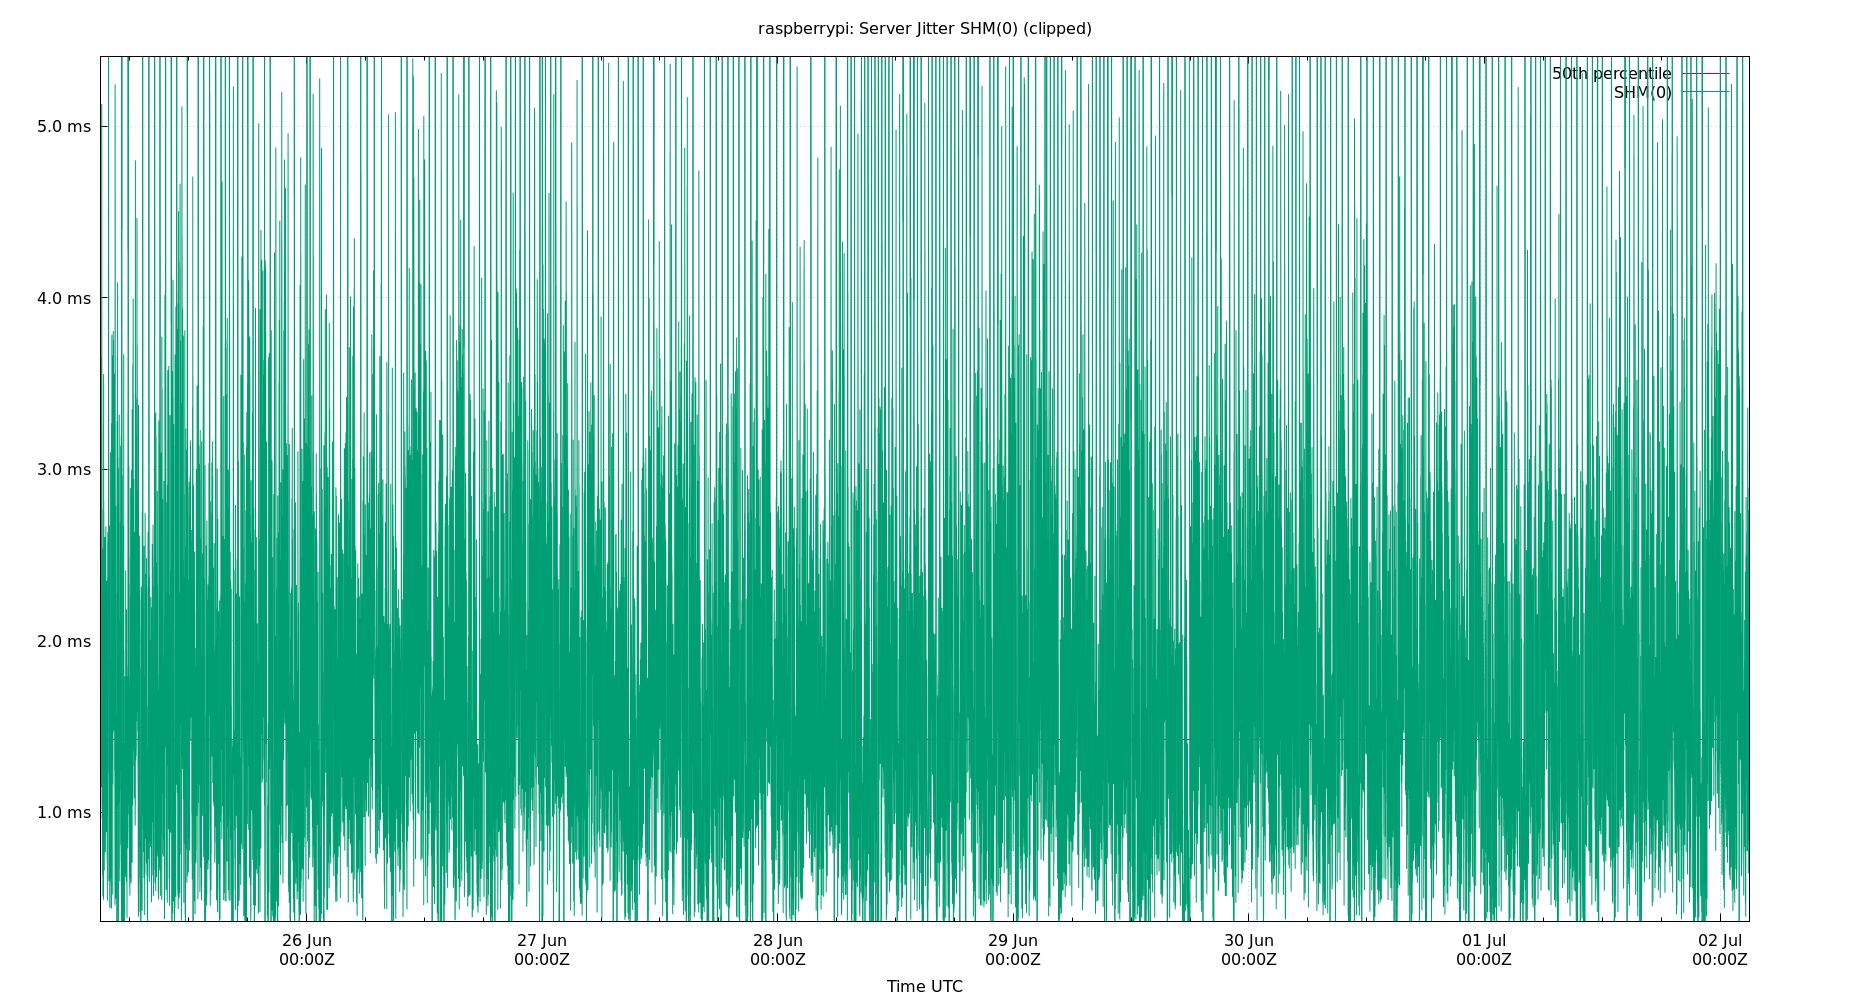 raspberrypi: Server Jitter SHM(0) (clipped)
50th percentile
SHM(0)
5.0 ms
4.0 ms
3.0 ms
2.0 ms
1.0 ms
26 Jun 27 Jun 28 Jun 29 Jun 30 Jun 01 Jul 02 Jul
00:00Z 00:00Z 00:00Z 00:00Z 00:00Z 00:00Z 00:00Z
Time UTC